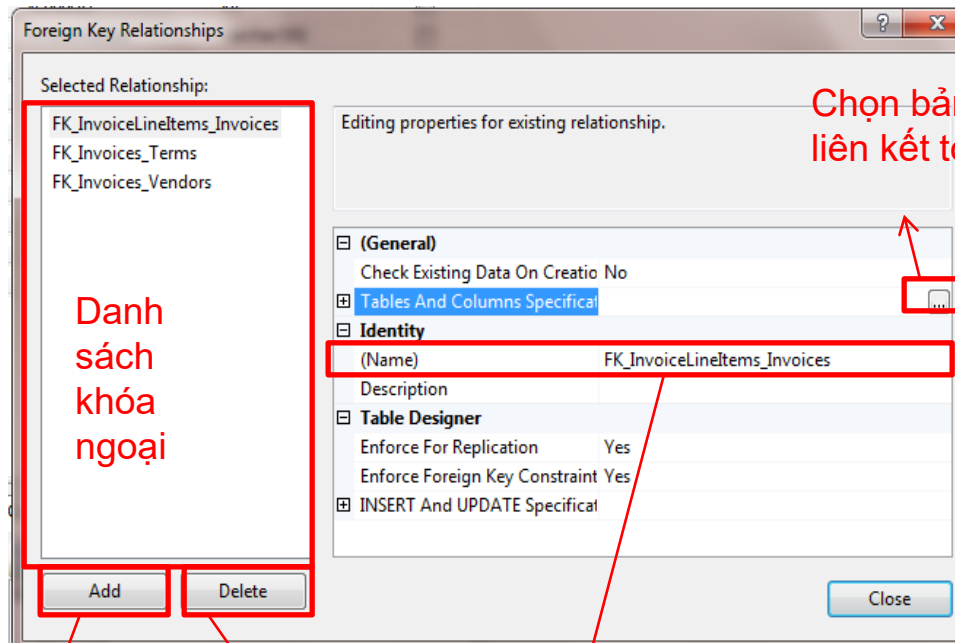 Foreign Key Relationships
Selected Relationship:
FK_InvoiceLineItems_Invoices
FK_Invoices_Terms
FK_Invoices_Vendors
Danh
sách
khóa
ngoại
Add
Delete
Editing properties for existing relationship.
Chọn
liên kết
(General)
Check Existing Data On Creatio No
Tables And Columns Specificat
...
Identity
(Name) FK_InvoiceLineItems_Invoices
Description
Table Designer
Enforce For Replication Yes
Enforce Foreign Key Constraint Yes
INSERT And UPDATE Specificat
Close